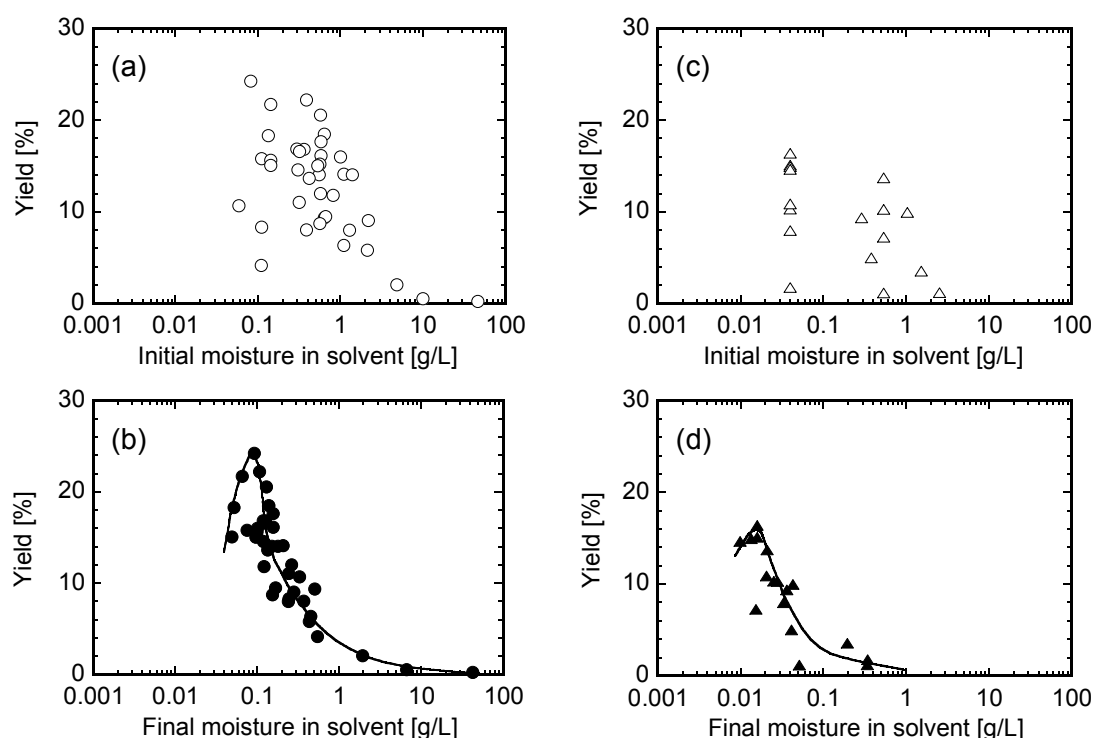 30
20
10
0
Yield [%]
(a)
0.001 0.01 0.1 1 10 100
Initial moisture in solvent [g/L]
30
20
10
0
Yield [%]
(c)
0.001 0.01 0.1 1 10 100
Initial moisture in solvent [g/L]
30
20
10
0
Yield [%]
(b)
0.001 0.01 0.1 1 10 100
Final moisture in solvent [g/L]
30
20
10
0
Yield [%]
(d)
0.001 0.01 0.1 1 10 100
Final moisture in solvent [g/L]